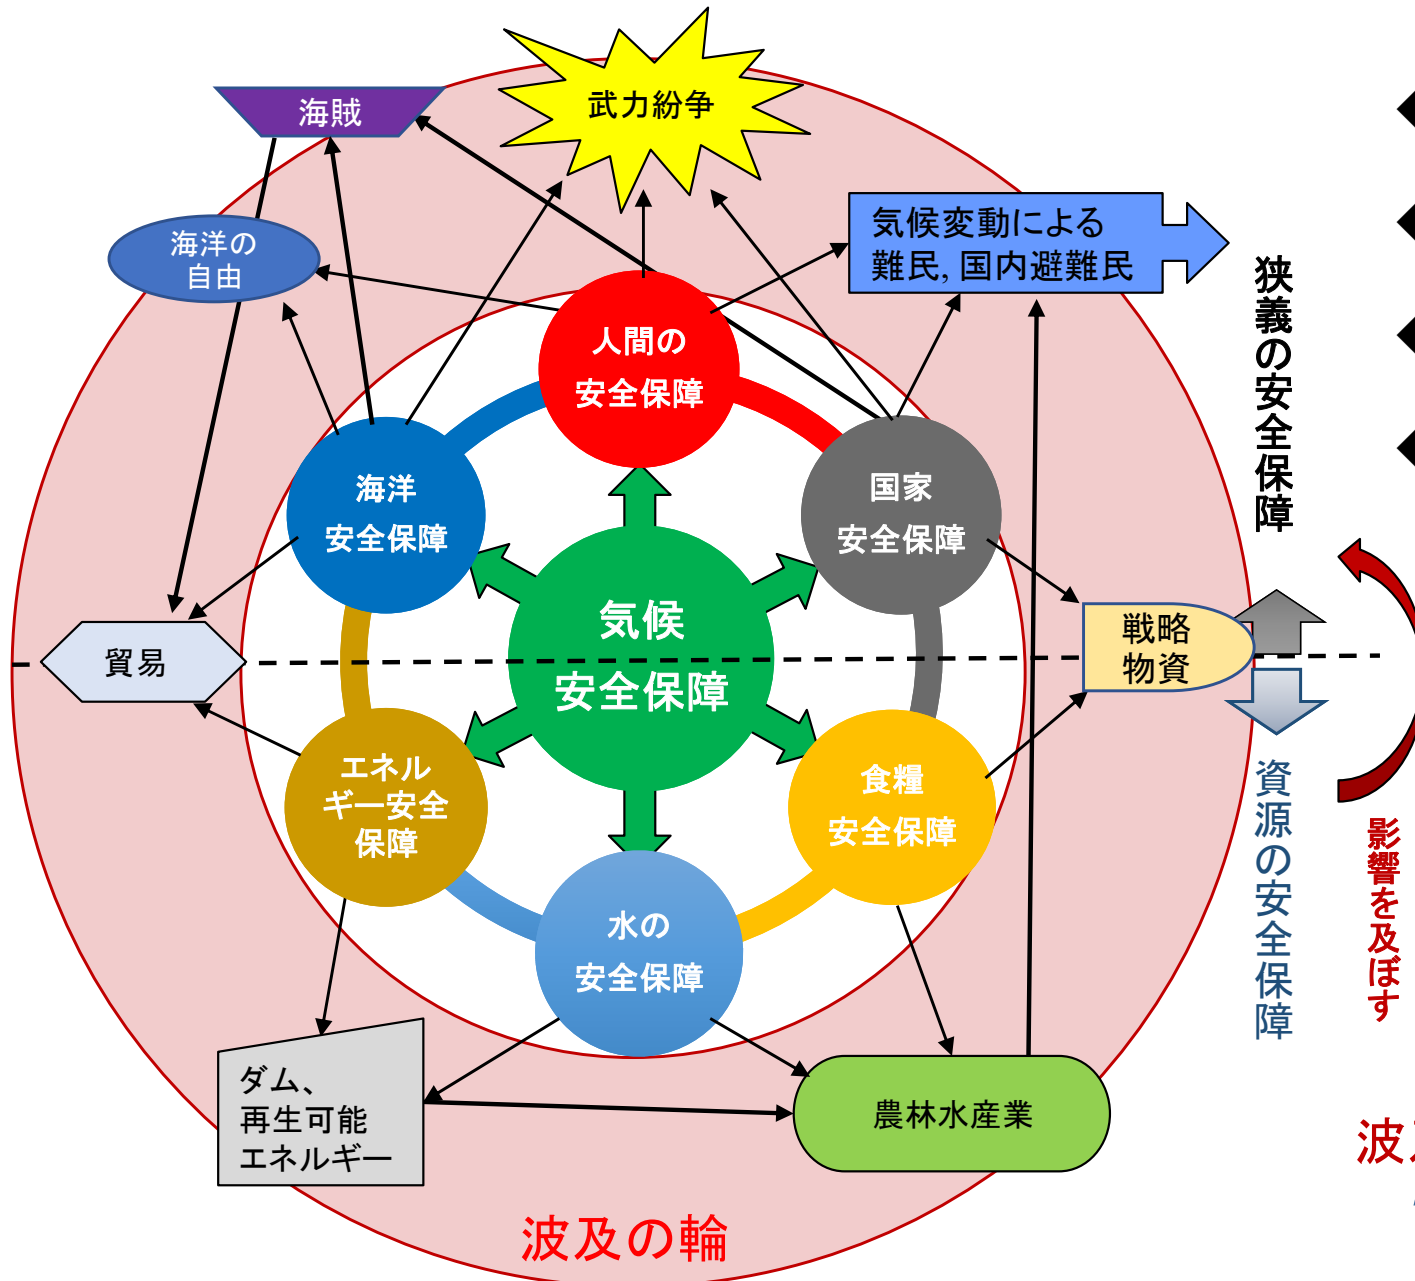 海賊
武力紛争
海洋の
自由
気候変動による
難民, 国内避難民
狭義の安全保障
人間の
安全保障
海洋
安全保障
国家
安全保障
気候
安全保障
貿易
戦略
物資
エネル
ギー安全
保障
食糧
安全保障
水の
安全保障
資源の安全保障
影響を及ぼす
ダム、
再生可能
エネルギー
農林水産業
波及の輪
波